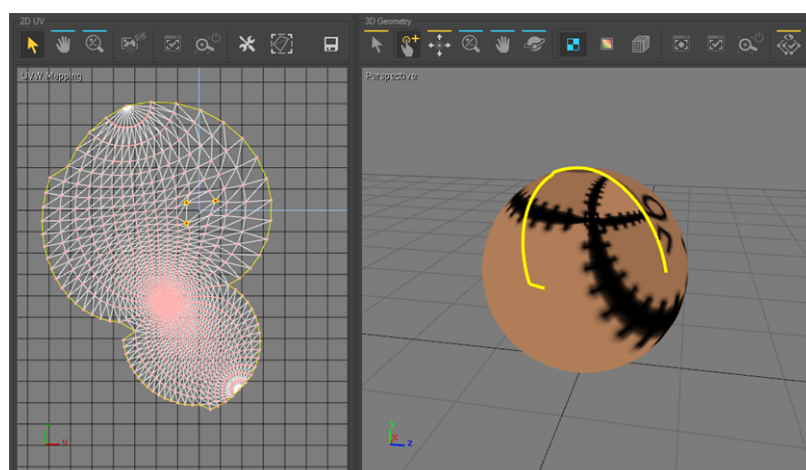 2D UV
3D Geometry
UVW Mapping
Perspective
u
y
x
z